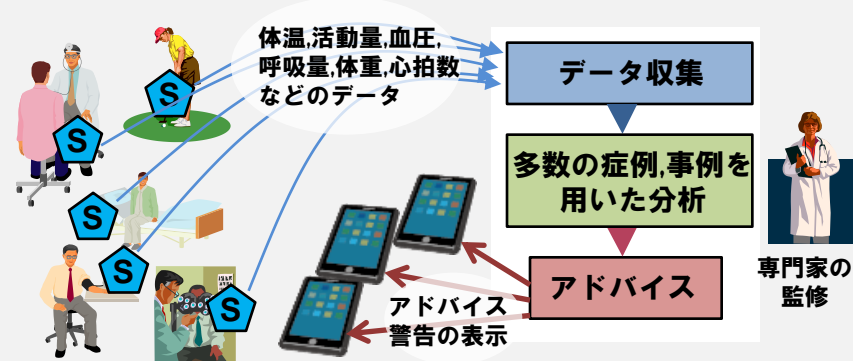 体温,活動量,血圧,
呼吸量,体重,心拍数
などのデータ
データ収集
多数の症例,事例を
用いた分析
アドバイス
専門家の
監修
アドバイス
警告の表示
S
S
S
S
S